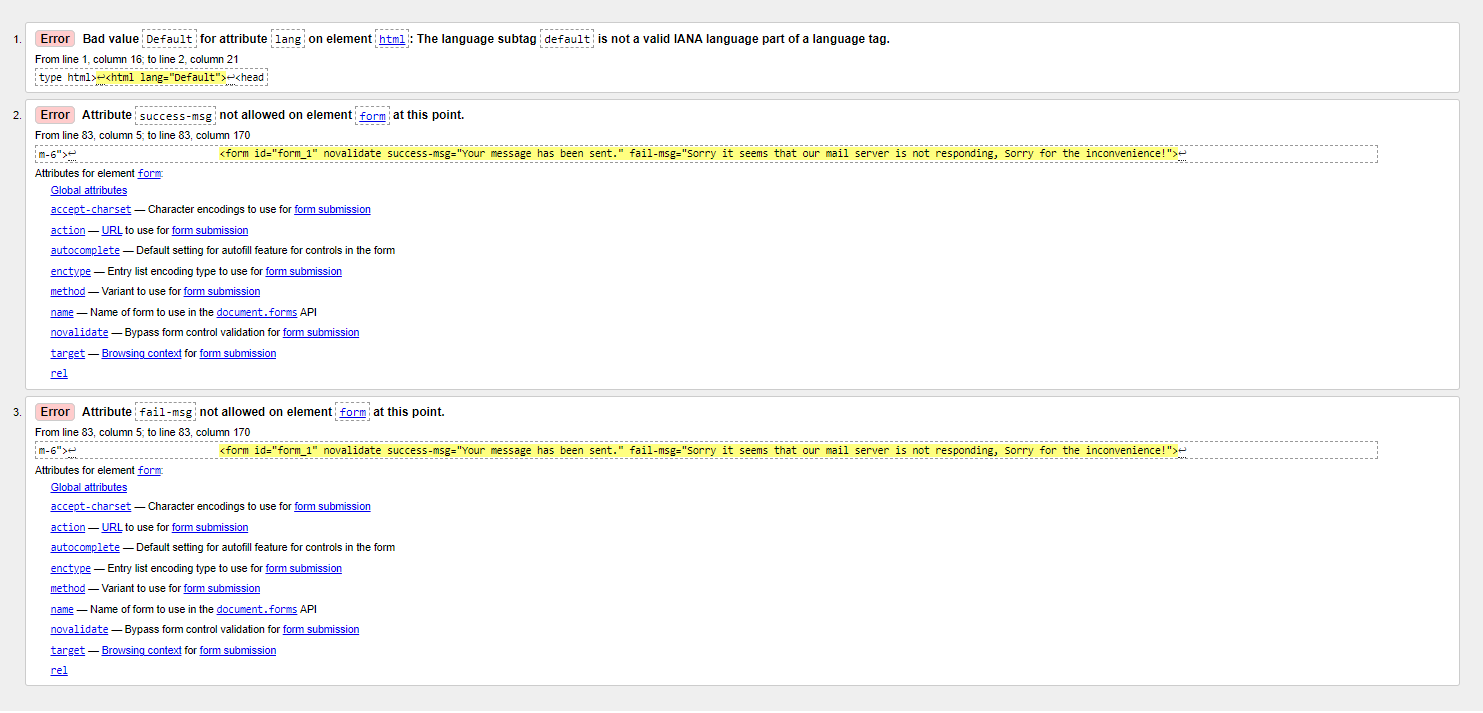 1. Error Bad value Default for attribute lang on element html: The language subtag default is not a valid IANA language part of a language tag.
From line 1, column 16; to line 2, column 21
type html>↩<html lang="Default">↩<head
2. Error Attribute success-msg not allowed on element form at this point.
From line 83, column 5; to line 83, column 170
m-6">↩ <form id="form_1" novalidate success-msg="Your message has been sent." fail-msg="Sorry it seems that our mail server is not responding, Sorry for the inconvenience!">↩
Attributes for element form:
Global attributes
accept-charset — Character encodings to use for form submission
action — URL to use for form submission
autocomplete — Default setting for autofill feature for controls in the form
enctype — Entry list encoding type to use for form submission
method — Variant to use for form submission
name — Name of form to use in the document.forms API
novalidate — Bypass form control validation for form submission
target — Browsing context for form submission
rel
3. Error Attribute fail-msg not allowed on element form at this point.
From line 83, column 5; to line 83, column 170
m-6">↩ <form id="form_1" novalidate success-msg="Your message has been sent." fail-msg="Sorry it seems that our mail server is not responding, Sorry for the inconvenience!">↩
Attributes for element form:
Global attributes
accept-charset — Character encodings to use for form submission
action — URL to use for form submission
autocomplete — Default setting for autofill feature for controls in the form
enctype — Entry list encoding type to use for form submission
method — Variant to use for form submission
name — Name of form to use in the document.forms API
novalidate — Bypass form control validation for form submission
target — Browsing context for form submission
rel